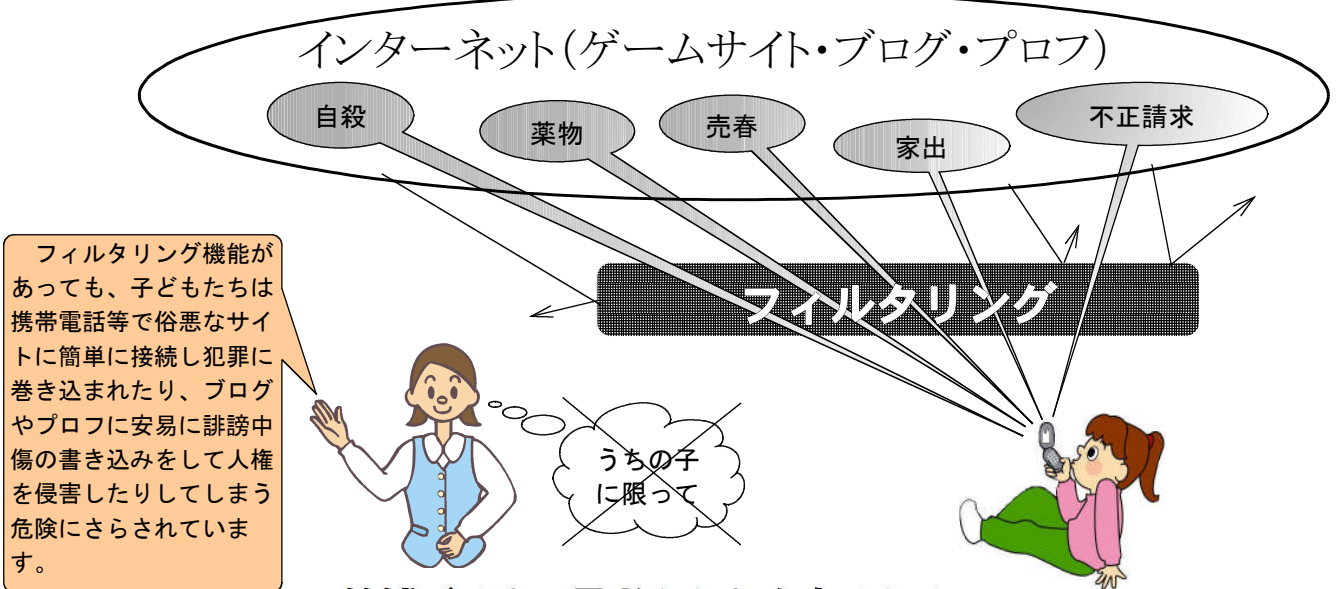 インターネット(ゲームサイト・ブログ・プロフ)
自殺
薬物
売春
家出
不正請求
フィルタリング
　フィルタリング機能が
あっても、子どもたちは
携帯電話等で俗悪なサイ
トに簡単に接続し犯罪に
巻き込まれたり、ブログ
やプロフに安易に誹謗中
傷の書き込みをして人権
を侵害したりしてしまう
危険にさらされていま
す。
うちの子
に限って